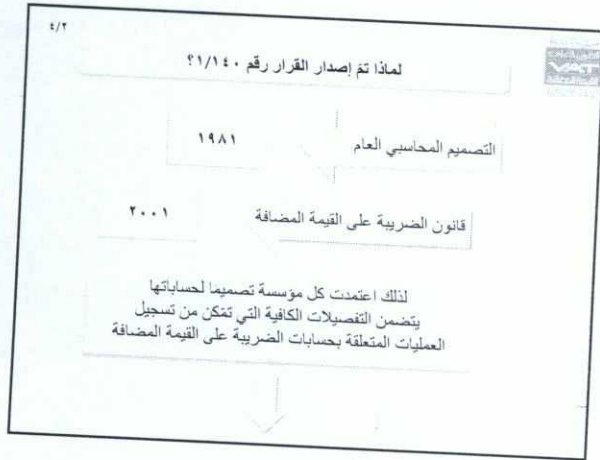 ٤/٢
لماذا تم إصدار القرار رقم ١/١٤٠؟
VAT
التصميم المحاسبي العام
١٩٨١
قانون الضريبة على القيمة المضافة
٢٠٠١
لذلك اعتمدت كل مؤسسة تصميما لحساباتها
يتضمن التفصيلات الكافية التي تمكن من تسجيل
العمليات المتعلقة بحسابات الضريبة على القيمة المضافة